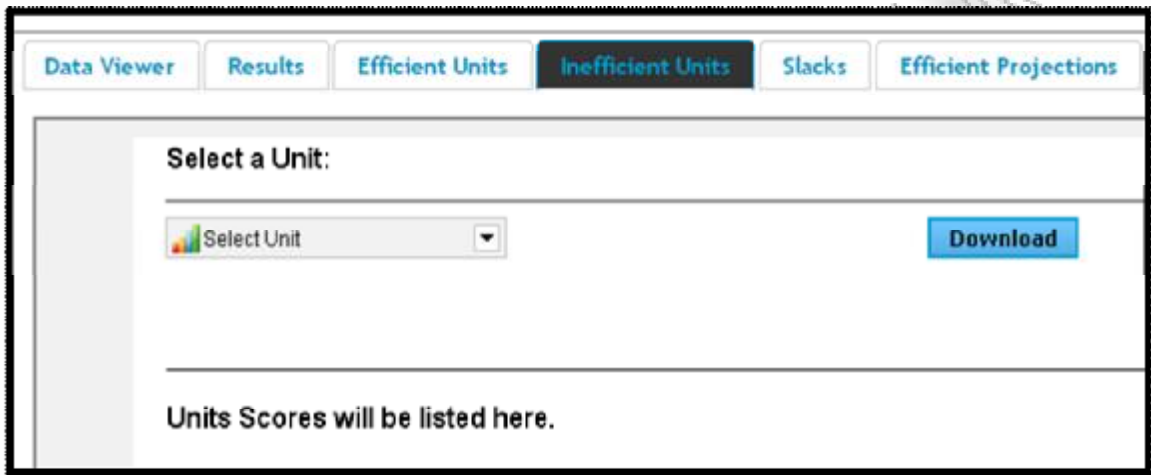 Data Viewer Results Efficient Units Inefficient Units Slacks Efficient Projections
Select a Unit:
Select Unit Download
Units Scores will be listed here.